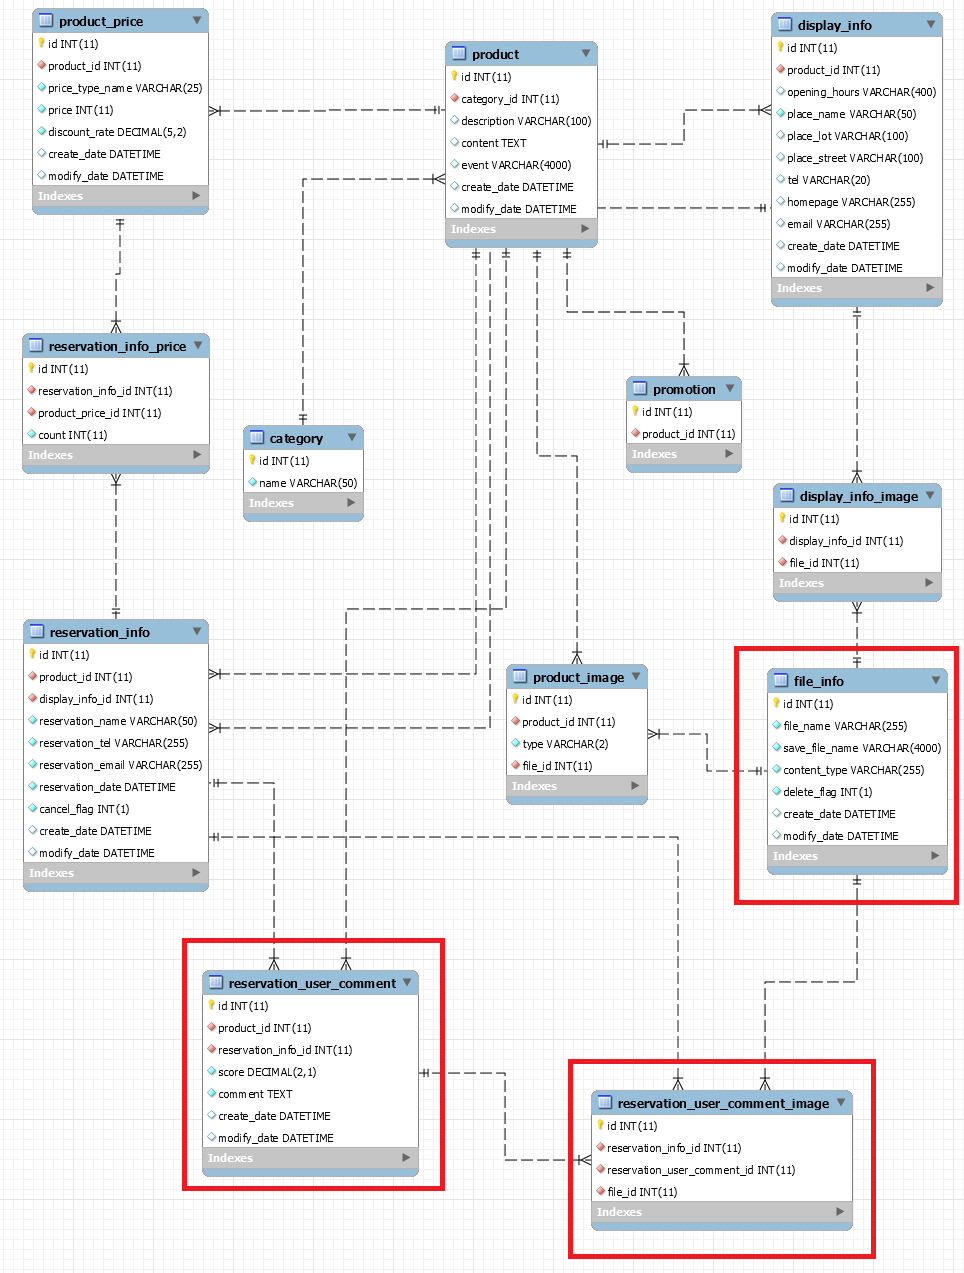 product_price
id INT(11)
product_id INT(11)
price_type_name VARCHAR(25)
price INT(11)
discount_rate DECIMAL(5,2)
create_date DATETIME
modify_date DATETIME
Indexes
product
id INT(11)
category_id INT(11)
description VARCHAR(100)
content TEXT
event VARCHAR(4000)
create_date DATETIME
modify_date DATETIME
Indexes
display_info
id INT(11)
product_id INT(11)
opening_hours VARCHAR(400)
place_name VARCHAR(50)
place_lot VARCHAR(100)
place_street VARCHAR(100)
tel VARCHAR(20)
homepage VARCHAR(255)
email VARCHAR(255)
create_date DATETIME
modify_date DATETIME
Indexes
reservation_info_price
id INT(11)
reservation_info_id INT(11)
product_price_id INT(11)
count INT(11)
Indexes
category
id INT(11)
name VARCHAR(50)
Indexes
promotion
id INT(11)
product_id INT(11)
Indexes
display_info_image
id INT(11)
display_info_id INT(11)
file_id INT(11)
Indexes
reservation_info
id INT(11)
product_id INT(11)
display_info_id INT(11)
reservation_name VARCHAR(50)
reservation_tel VARCHAR(255)
reservation_email VARCHAR(255)
reservation_date DATETIME
cancel_flag INT(1)
create_date DATETIME
modify_date DATETIME
Indexes
product_image
id INT(11)
product_id INT(11)
type VARCHAR(2)
file_id INT(11)
Indexes
file_info
id INT(11)
file_name VARCHAR(255)
save_file_name VARCHAR(4000)
content_type VARCHAR(255)
delete_flag INT(1)
create_date DATETIME
modify_date DATETIME
Indexes
reservation_user_comment
id INT(11)
product_id INT(11)
reservation_info_id INT(11)
score DECIMAL(2,1)
comment TEXT
create_date DATETIME
modify_date DATETIME
Indexes
reservation_user_comment_image
id INT(11)
reservation_info_id INT(11)
reservation_user_comment_id INT(11)
file_id INT(11)
Indexes